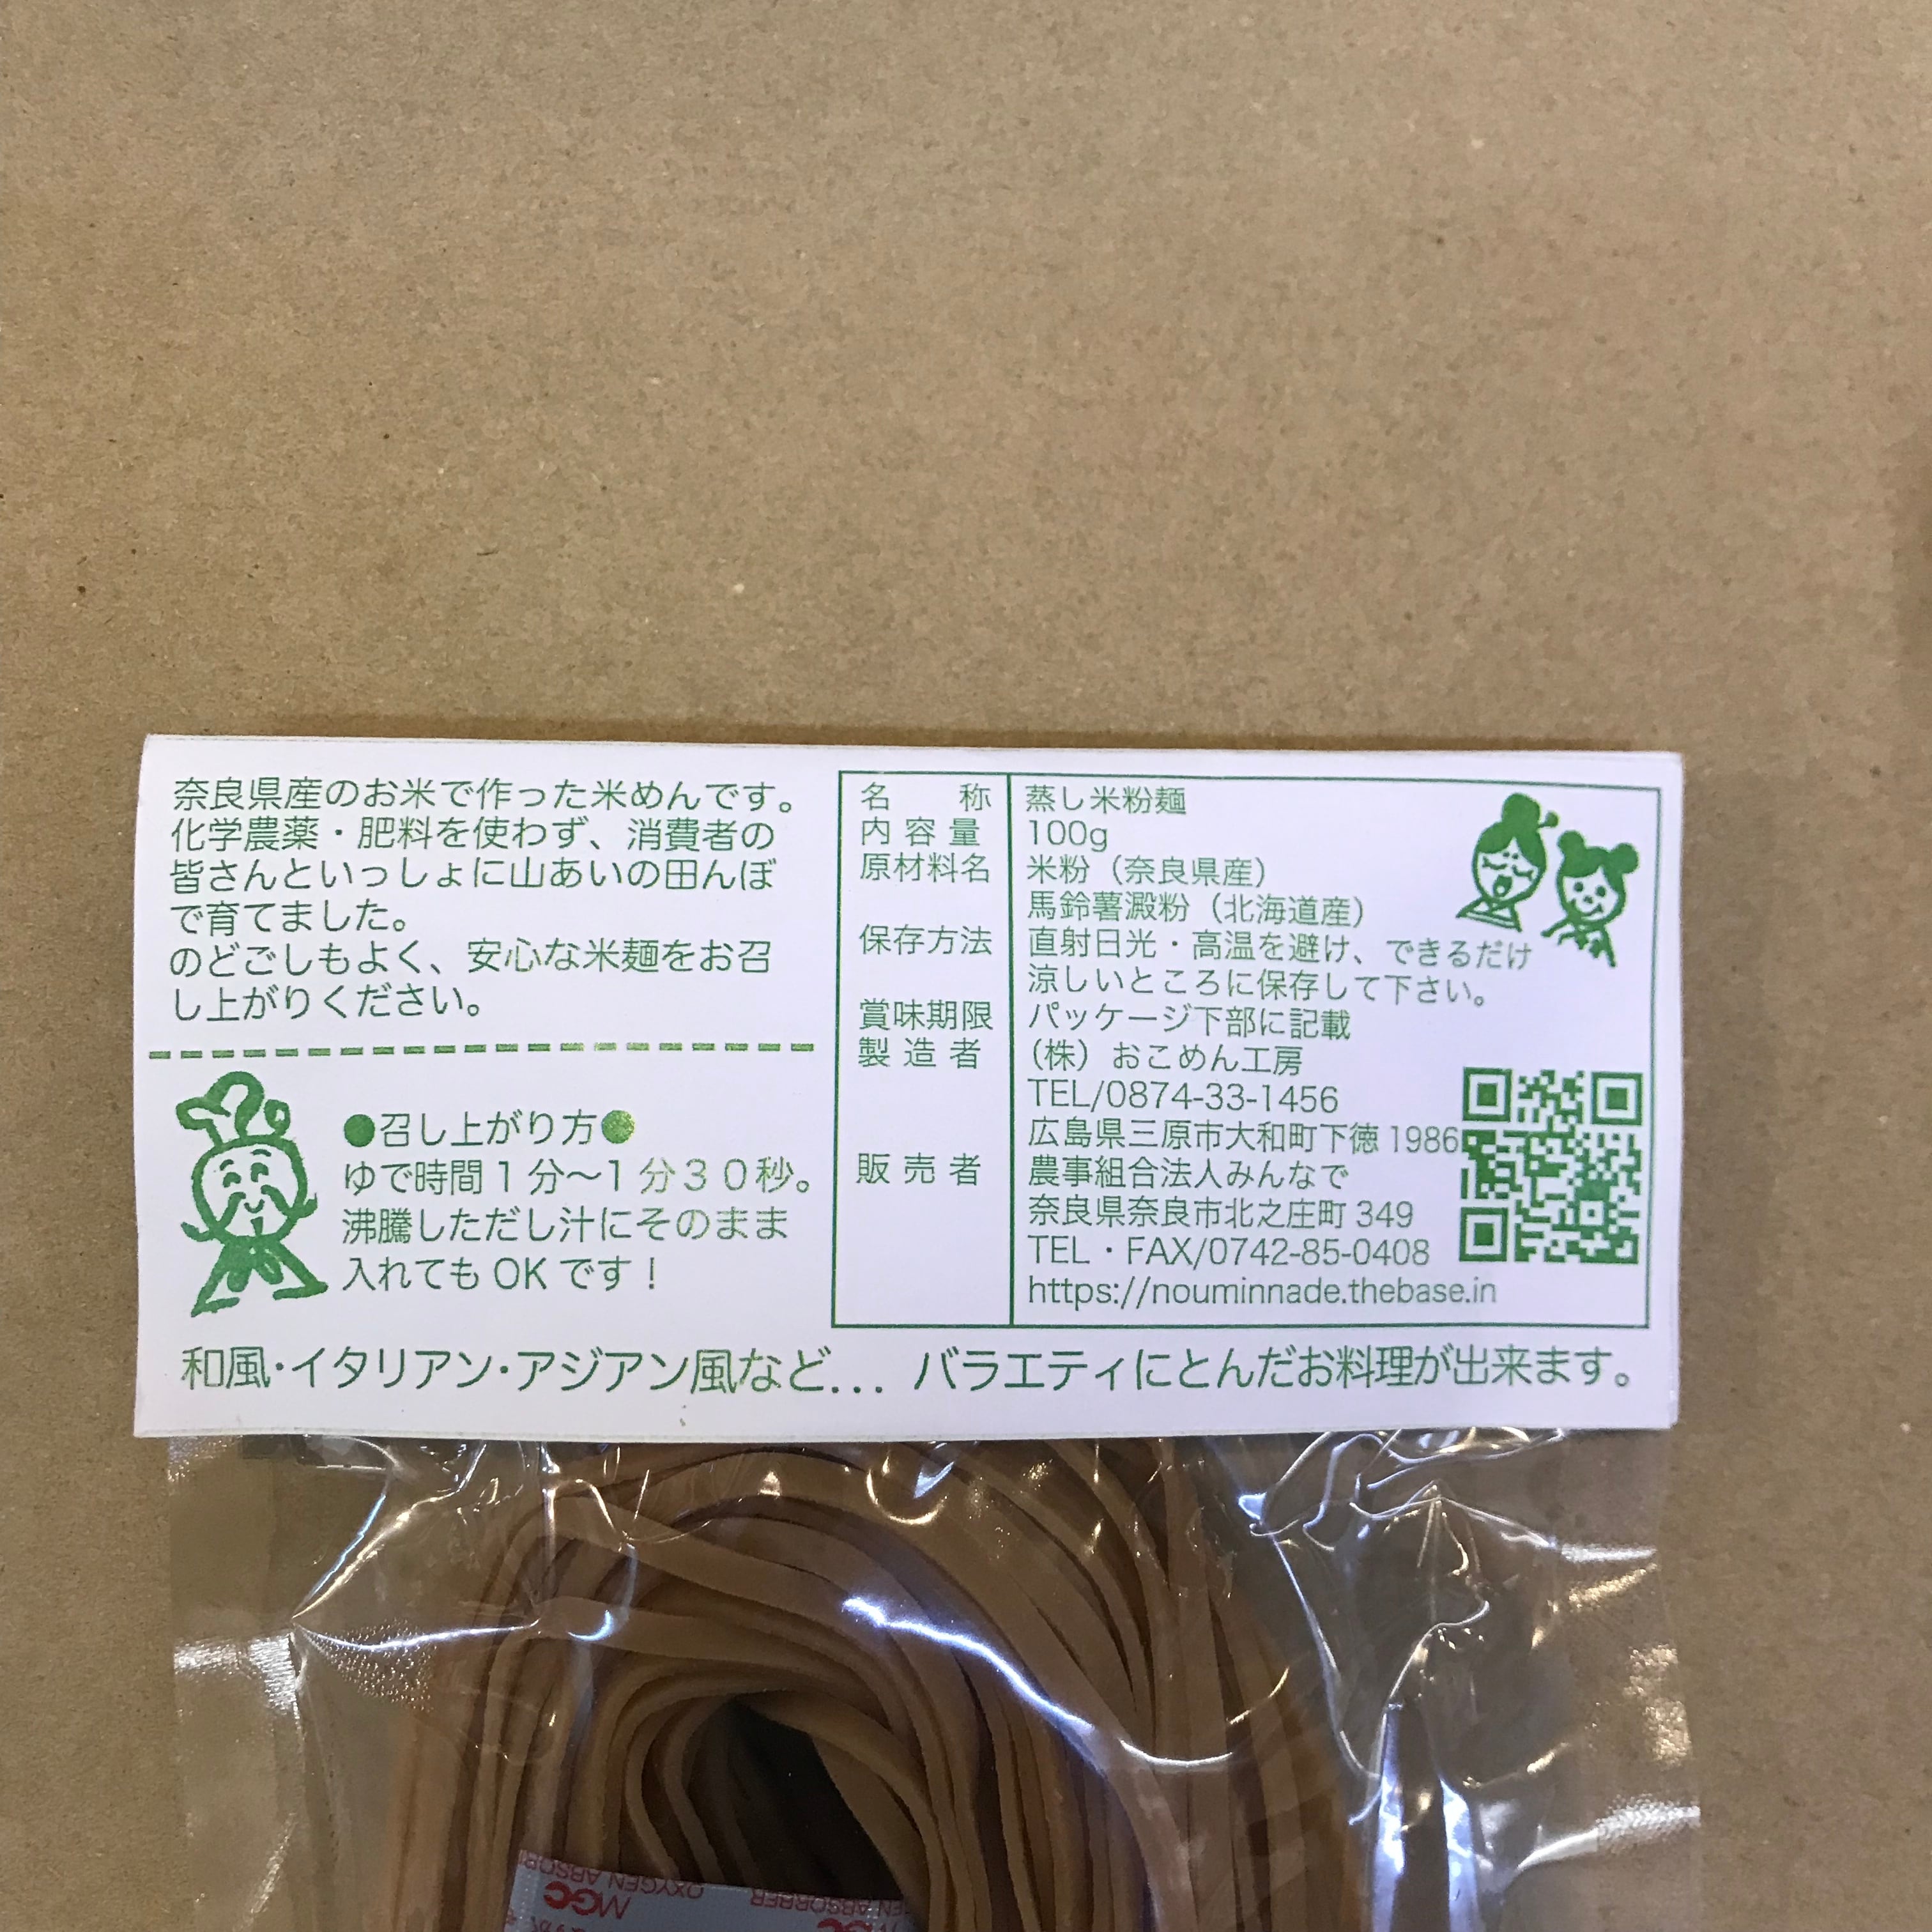 奈良県産のお米で作った米めんです。
化学農薬・肥料を使わず、消費者の
皆さんといっしょに山あいの田んぼ
で育てました。
のどごしもよく、安心な米麺をお召
し上がりください。
●召し上がり方●
ゆで時間1分〜1分30秒。
沸騰したただし汁にそのまま
入れてもOKです！
名称 蒸し米粉麺
内容量 100g
原材料名 米粉（奈良県産）
馬鈴薯澱粉（北海道産）
保存方法 直射日光・高温を避け、できるだけ
涼しいところに保存して下さい。
賞味期限 パッケージ下部に記載
製造者 （株）おこめん工房
TEL/0874-33-1456
広島県三原市大和町下徳1986
販売者 農事組合法人みんなで
奈良県奈良市北之庄町349
TEL・FAX/0742-85-0408
https://nouminnade.thebase.in
和風・イタリアン・アジアン風など... バラエティにとんだお料理が出来ます。
OXYGEN ABSORBER
MGC